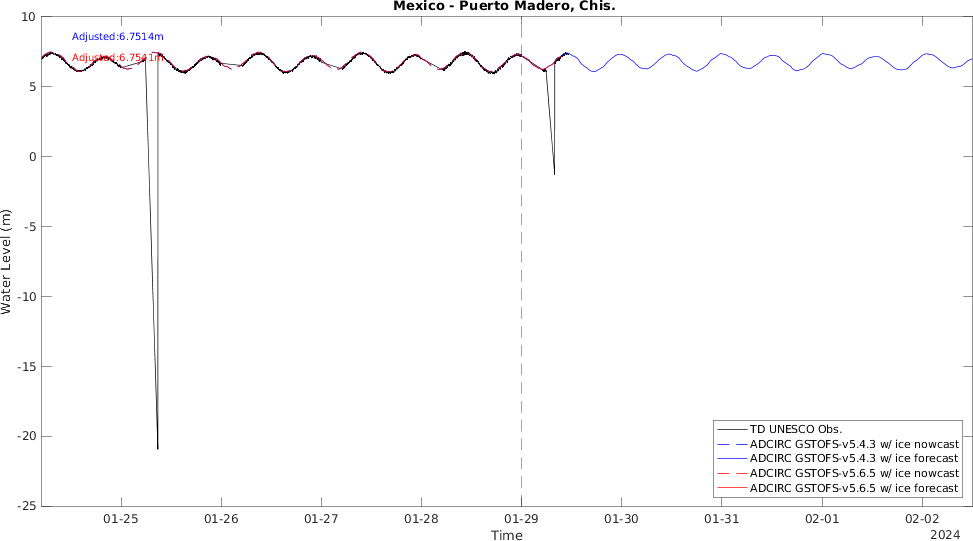 Mexico - Puerto Madero, Chis.
Adjusted:6.7514m
Adjusted:6.7541m
Water Level (m)
10
5
0
-5
-10
-15
-20
-25
TD UNESCO Obs.
ADCIRC GSTOFS-v5.4.3 w/ ice nowcast
ADCIRC GSTOFS-v5.4.3 w/ ice forecast
ADCIRC GSTOFS-v5.6.5 w/ ice nowcast
ADCIRC GSTOFS-v5.6.5 w/ ice forecast
01-25 01-26 01-27 01-28 01-29 01-30 01-31 02-01 02-02
Time
2024